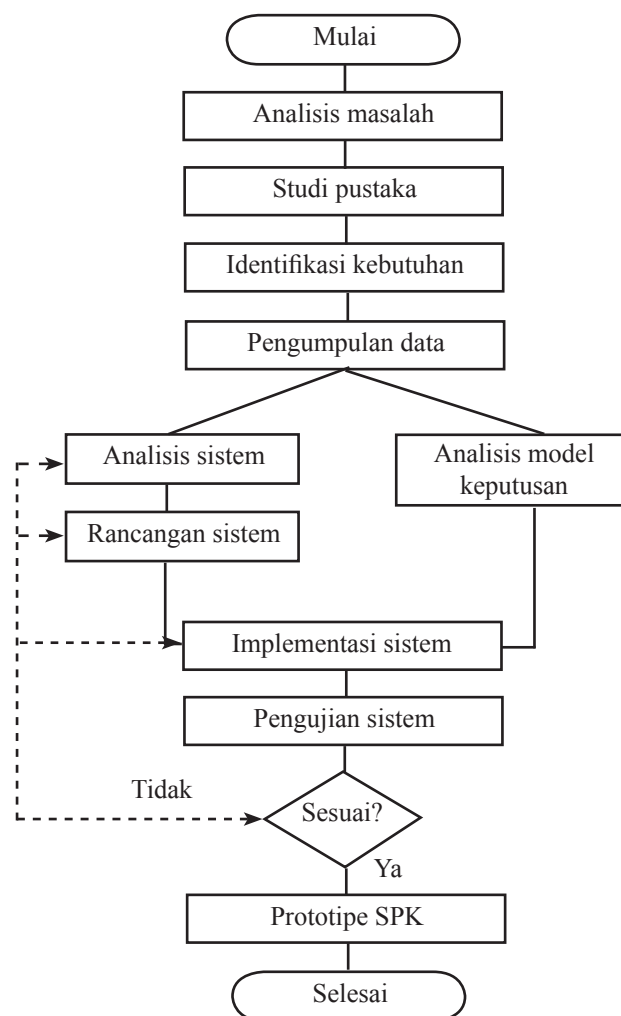 Mulai
Analisis masalah
Studi pustaka
Identifikasi kebutuhan
Pengumpulan data
Analisis sistem
Analisis model
keputusan
Rancangan sistem
Implementasi sistem
Pengujian sistem
Tidak
Sesuai?
Ya
Prototipe SPK
Selesai